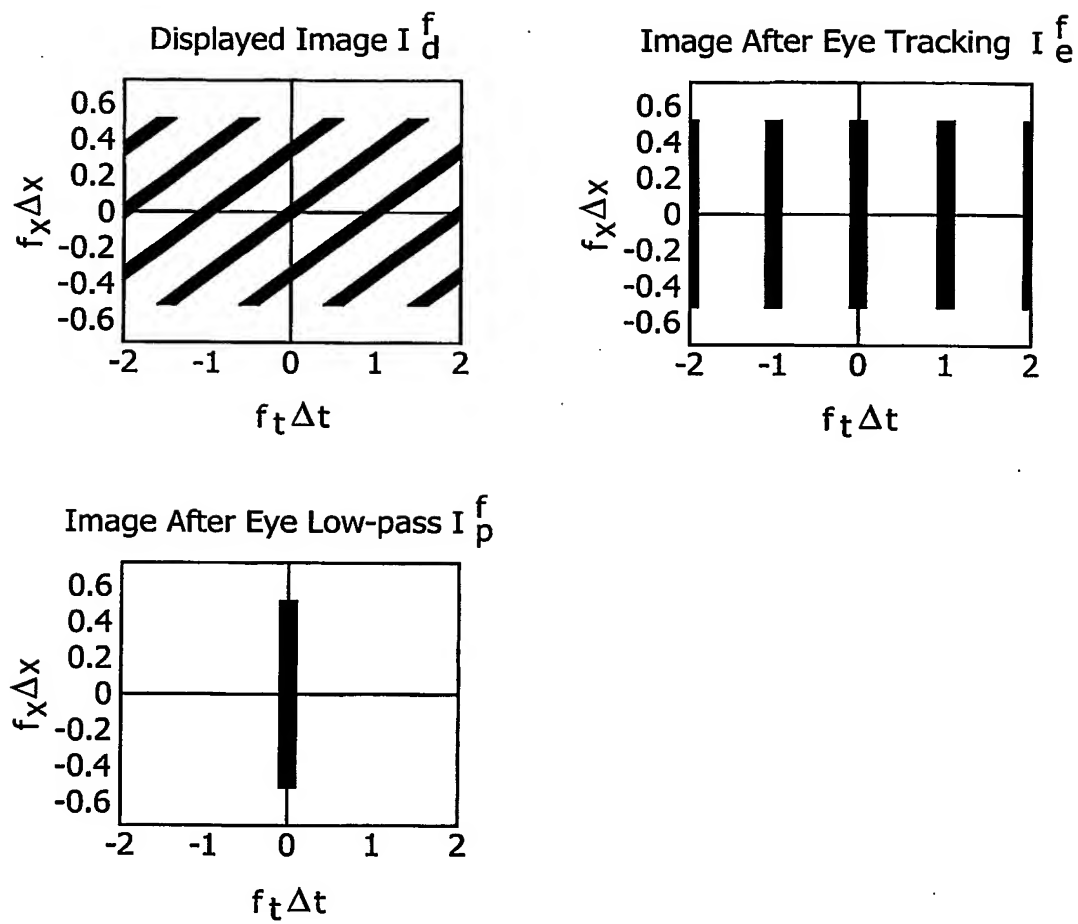 Displayed Image I f d
f x Δx
0.6
0.4
0.2
0
-0.2
-0.4
-0.6
-2 -1 0 1 2
f t Δt
Image After Eye Tracking I f e
f x Δx
0.6
0.4
0.2
0
-0.2
-0.4
-0.6
-2 -1 0 1 2
f t Δt
Image After Eye Low-pass I f p
f x Δx
0.6
0.4
0.2
0
-0.2
-0.4
-0.6
-2 -1 0 1 2
f t Δt